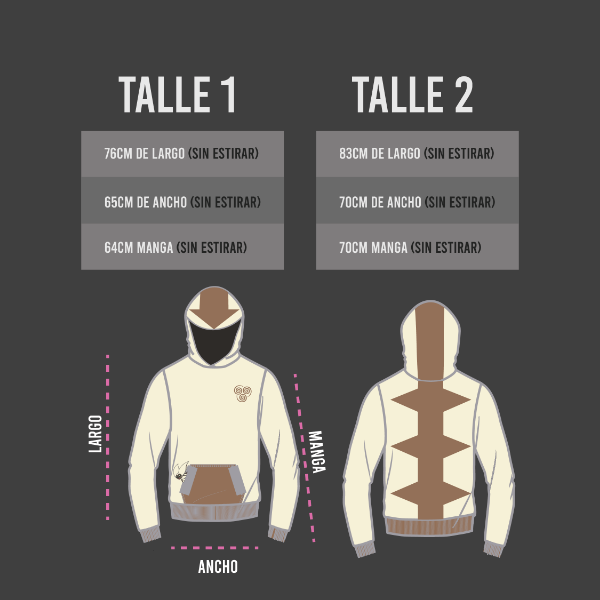 TALLE 1
76CM DE LARGO (SIN ESTIRAR)
65CM DE ANCHO (SIN ESTIRAR)
64CM MANGA (SIN ESTIRAR)
TALLE 2
83CM DE LARGO (SIN ESTIRAR)
70CM DE ANCHO (SIN ESTIRAR)
70CM MANGA (SIN ESTIRAR)
LARGO
MANGA
ANCHO